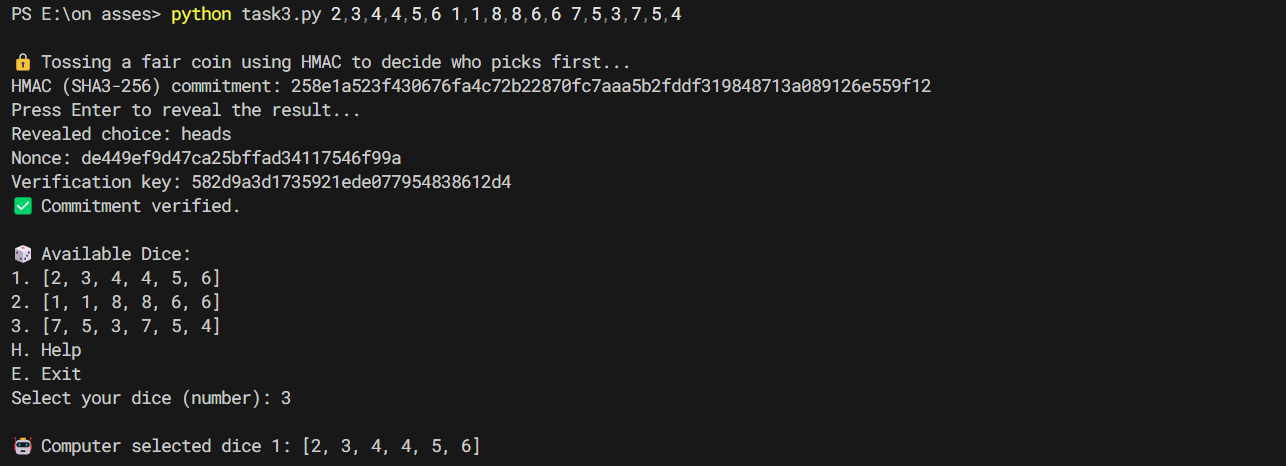 PS E:\on asses> python task3.py 2,3,4,4,5,6 1,1,8,8,6,6 7,5,3,7,5,4
🔒 Tossing a fair coin using HMAC to decide who picks first...
HMAC (SHA3-256) commitment: 258e1a523f430676fa4c72b22870fc7aaa5b2fddf319848713a089126e559f12
Press Enter to reveal the result...
Revealed choice: heads
Nonce: de449ef9d47ca25bffad34117546f99a
Verification key: 582d9a3d1735921ede077954838612d4
✅ Commitment verified.
🎲 Available Dice:
1. [2, 3, 4, 4, 5, 6]
2. [1, 1, 8, 8, 6, 6]
3. [7, 5, 3, 7, 5, 4]
H. Help
E. Exit
Select your dice (number): 3
🤖 Computer selected dice 1: [2, 3, 4, 4, 5, 6]